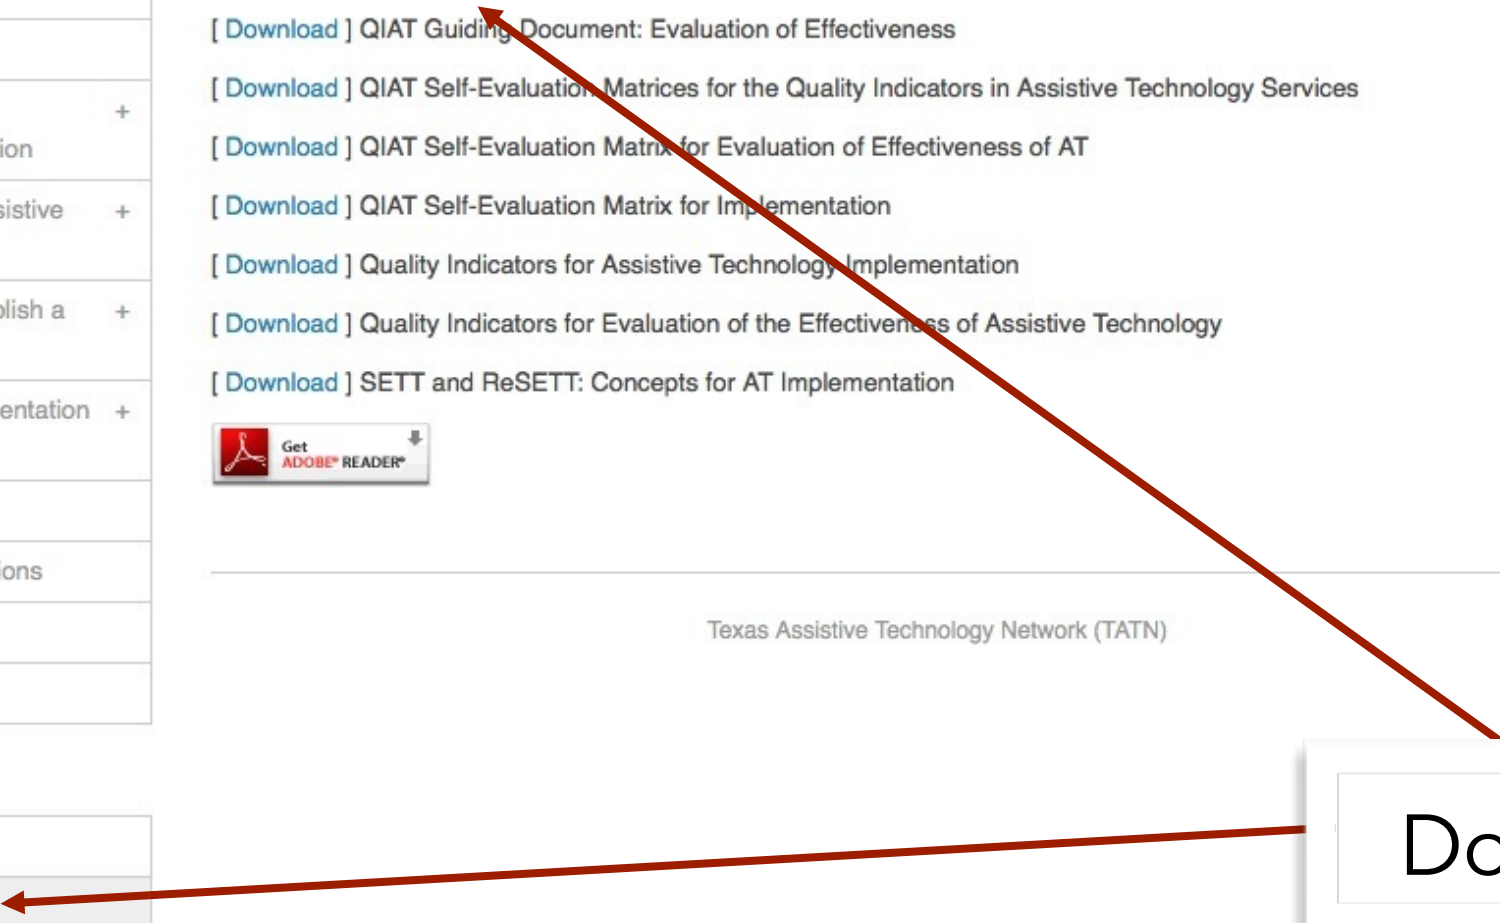 [ Download ] QIAT Guiding Document: Evaluation of Effectiveness
[ Download ] QIAT Self-Evaluation Matrices for the Quality Indicators in Assistive Technology Services
[ Download ] QIAT Self-Evaluation Matrix for Evaluation of Effectiveness of AT
[ Download ] QIAT Self-Evaluation Matrix for Implementation
[ Download ] Quality Indicators for Assistive Technology Implementation
[ Download ] Quality Indicators for Evaluation of the Effectiveness of Assistive Technology
[ Download ] SETT and ReSETT: Concepts for AT Implementation
Get
ADOBE® READER®
Texas Assistive Technology Network (TATN)
+
ion
sistive +
lish a +
entation +
ions
Do